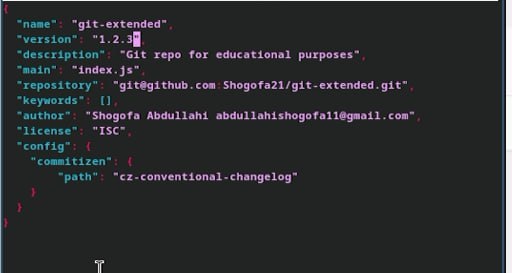 {
"name": "git-extended",
"version": "1.2.3",
"description": "Git repo for educational purposes",
"main": "index.js",
"repository": "git@github.com:Shogofa21/git-extended.git",
"keywords": [],
"author": "Shogofa Abdullahi abdullahishogofa11@gmail.com",
"license": "ISC",
"config": {
"commitizen": {
"path": "cz-conventional-changelog"
}
}
}